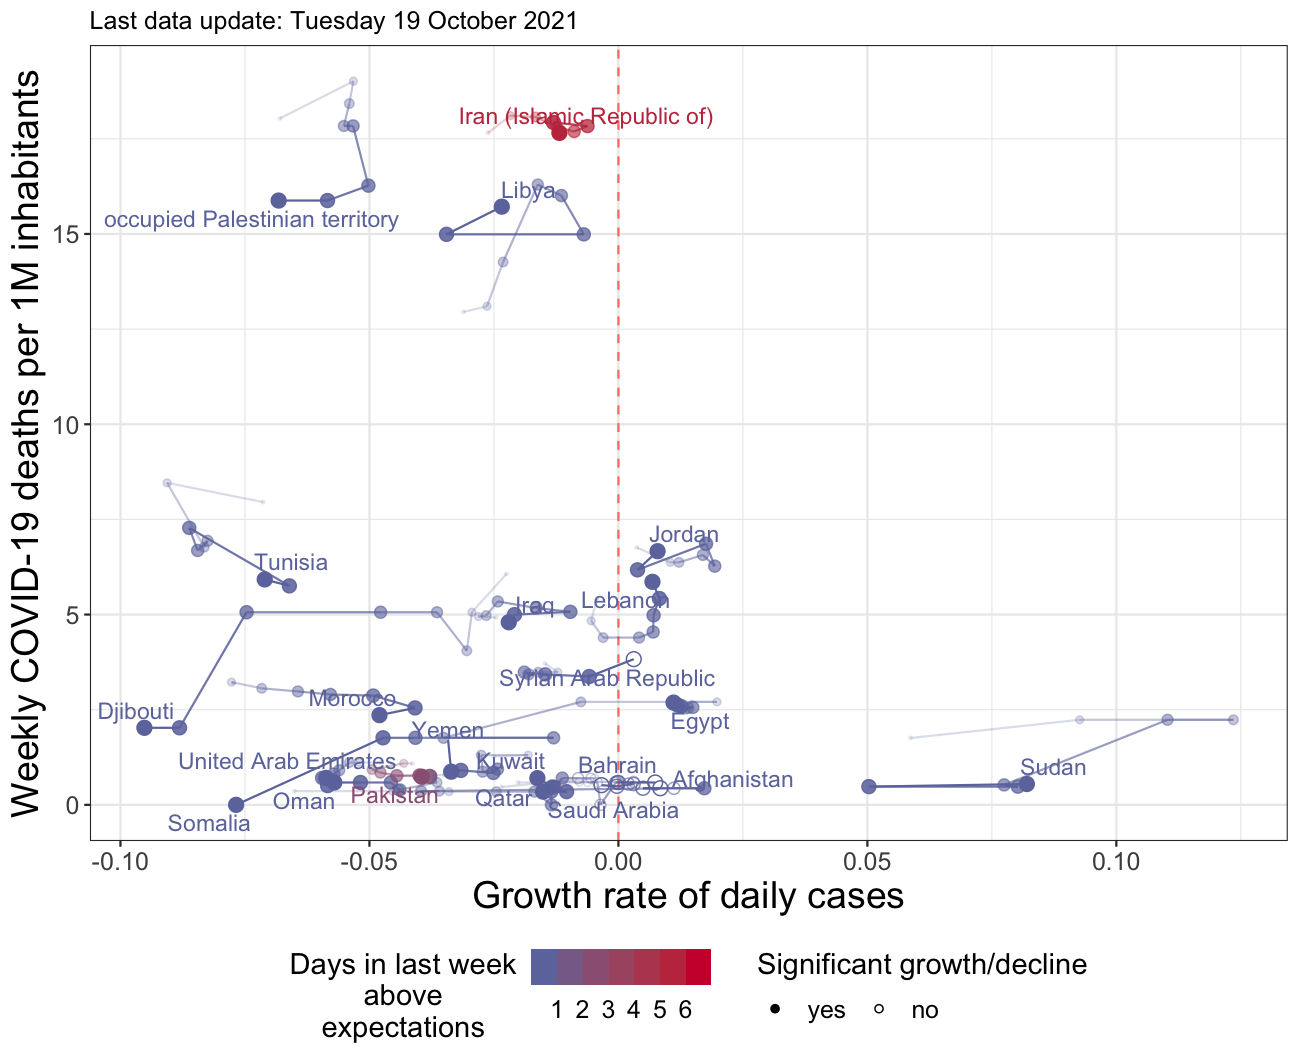 Last data update: Tuesday 19 October 2021
Weekly COVID-19 deaths per 1M inhabitants
15
10
5
0
Iran (Islamic Republic of)
Libya
occupied Palestinian territory
Jordan
Tunisia
Lebanon
Iraq
Syrian Arab Republic
Morocco
Djibouti
Egypt
Yemen
United Arab Emirates
Kuwait
Bahrain
Sudan
Afghanistan
Pakistan
Oman
Qatar
Saudi Arabia
Somalia
-0.10
-0.05
0.00
0.05
0.10
Growth rate of daily cases
Days in last week
above
expectations
1 2 3 4 5 6
Significant growth/decline
yes
no